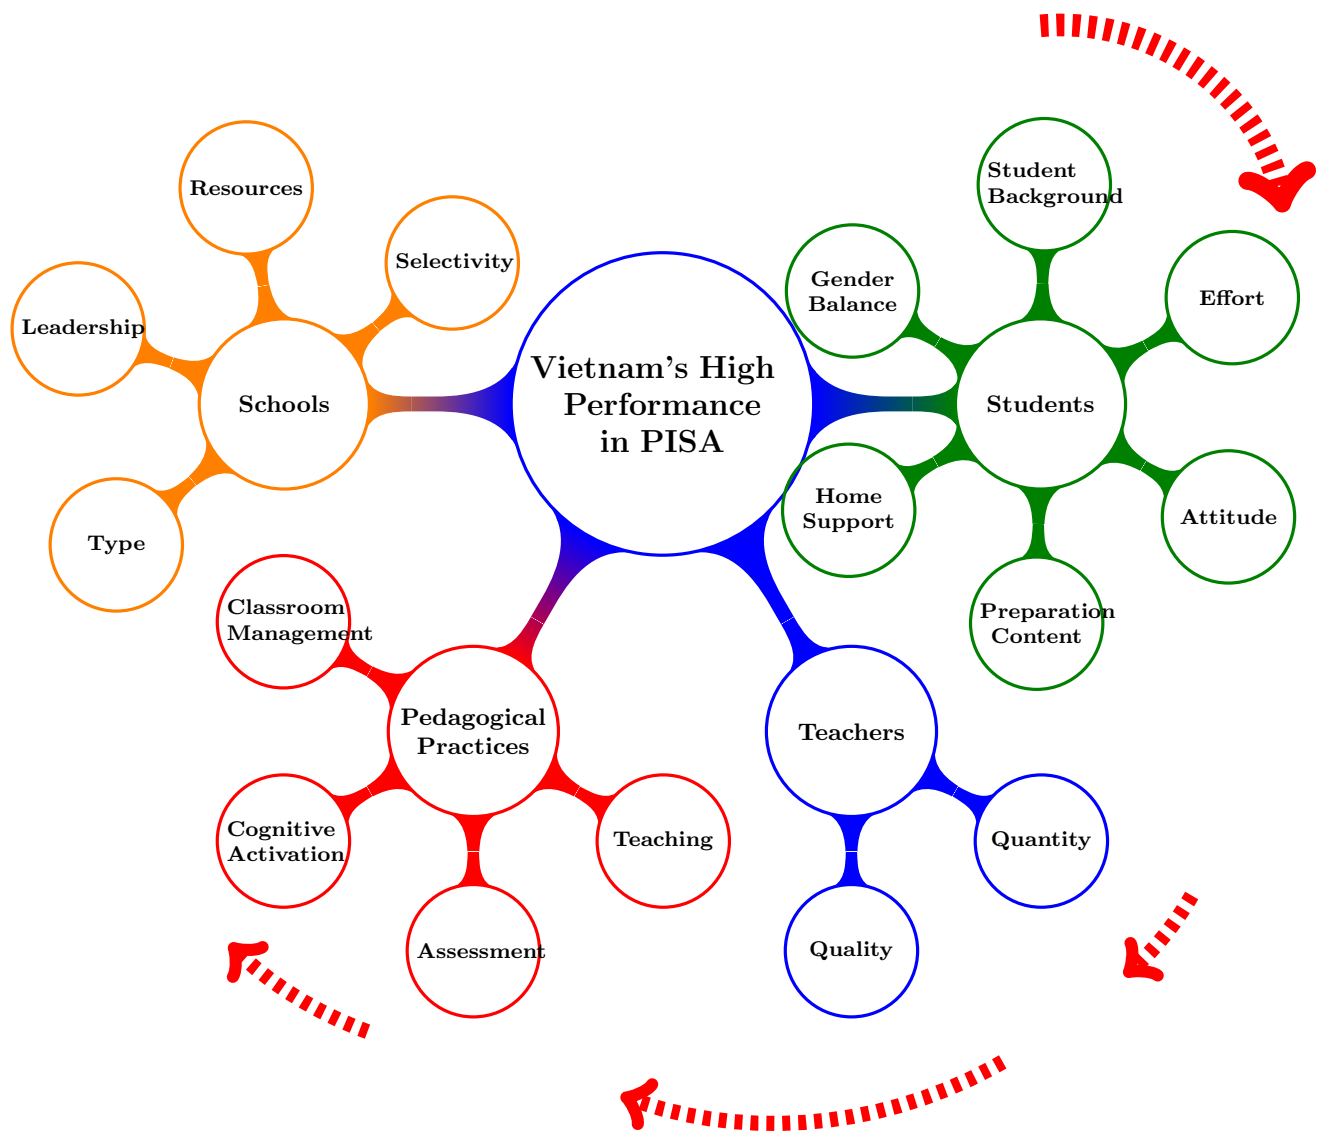 Vietnam's High
Performance
in PISA
Schools
Selectivity
Resources
Leadership
Type
Pedagogical
Practices
Classroom
Management
Cognitive
Activation
Assessment
Teaching
Teachers
Quality
Quantity
Students
Home
Support
Preparation
Content
Attitude
Effort
Student
Background
Gender
Balance